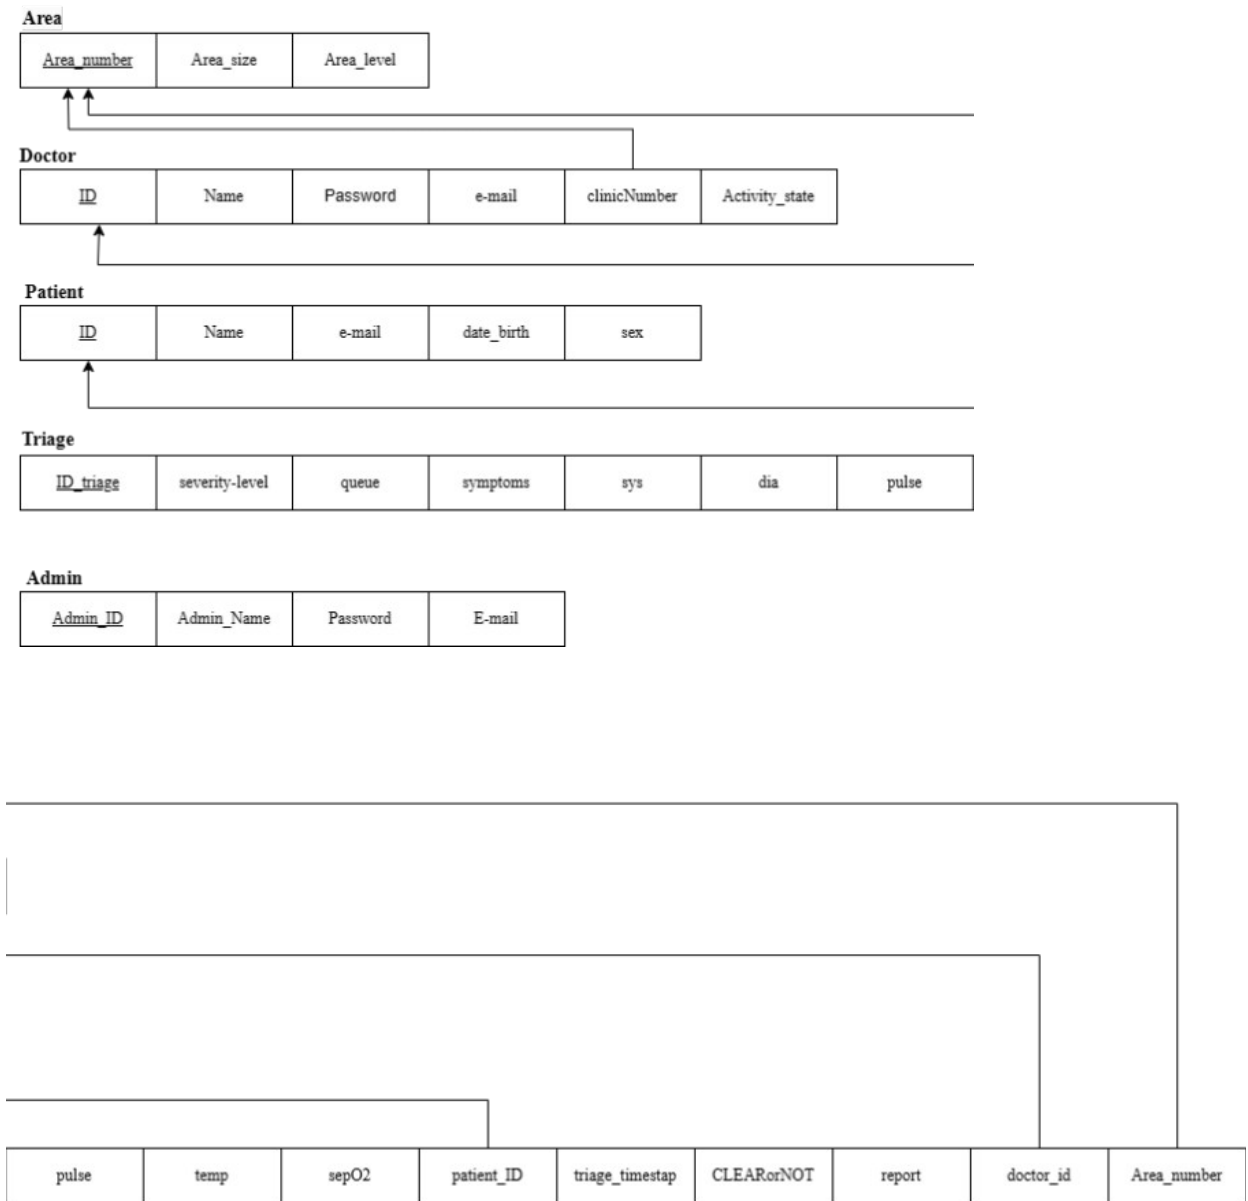 Area
Area_number Area_size Area_level
Doctor
ID Name Password e-mail clinicNumber Activity_state
Patient
ID Name e-mail date_birth sex
Triage
ID_triage severity-level queue symptoms sys dia pulse
Admin
Admin_ID Admin_Name Password E-mail
pulse temp sepO2 patient_ID triage_timestap CLEARorNOT report doctor_id Area_number